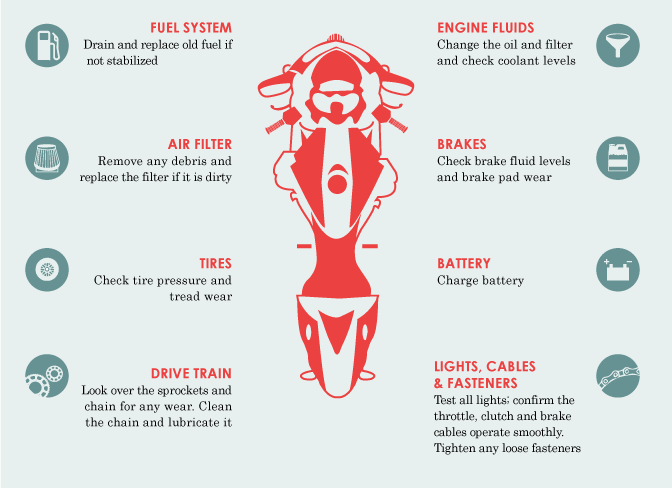 FUEL SYSTEM
Drain and replace old fuel if
not stabilized
AIR FILTER
Remove any debris and
replace the filter if it is dirty
TIRES
Check tire pressure and
tread wear
DRIVE TRAIN
Look over the sprockets and
chain for any wear. Clean
the chain and lubricate it
ENGINE FLUIDS
Change the oil and filter
and check coolant levels
BRAKES
Check brake fluid levels
and brake pad wear
BATTERY
Charge battery
LIGHTS, CABLES
& FASTENERS
Test all lights; confirm the
throttle, clutch and brake
cables operate smoothly.
Tighten any loose fasteners